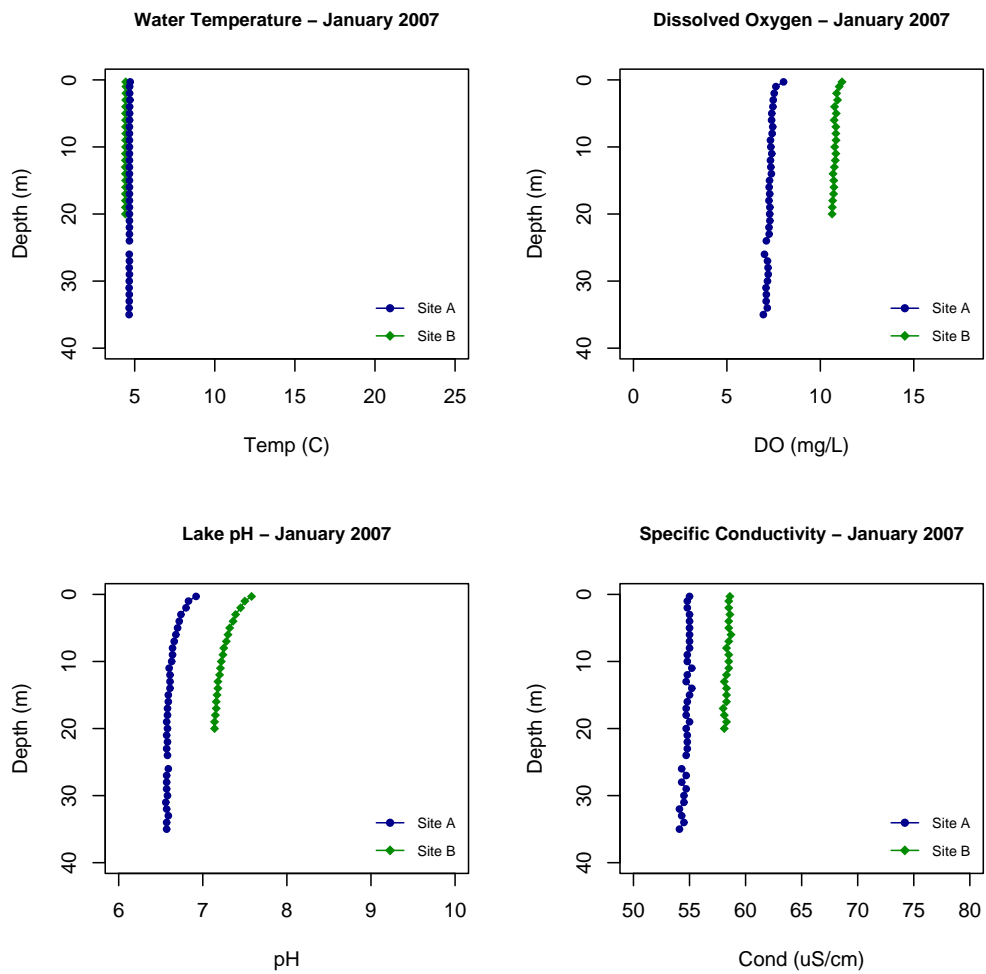 Water Temperature – January 2007
0
10
20
30
40
Depth (m)
5
10
15
20
25
Temp (C)
Site A
Site B
Dissolved Oxygen – January 2007
0
10
20
30
40
Depth (m)
0
5
10
15
DO (mg/L)
Site A
Site B
Lake pH – January 2007
0
10
20
30
40
Depth (m)
6
7
8
9
10
pH
Site A
Site B
Specific Conductivity – January 2007
0
10
20
30
40
Depth (m)
50
55
60
65
70
75
80
Cond (uS/cm)
Site A
Site B